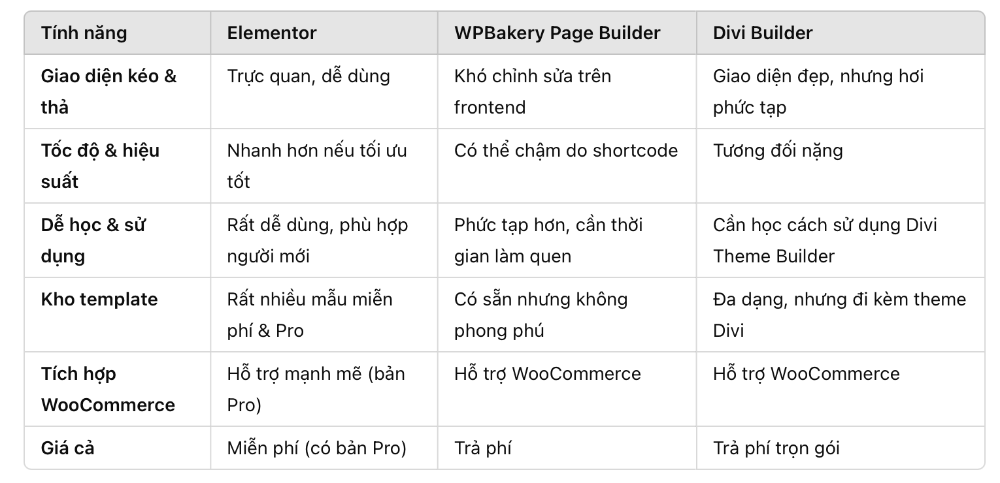 Tính năng
Elementor
WPBakery Page Builder
Divi Builder
Giao diện kéo &
thả
Trực quan, dễ dùng
Khó chỉnh sửa trên
frontend
Giao diện đẹp, nhưng hơi
phức tạp
Tốc độ & hiệu
suất
Nhanh hơn nếu tối ưu
tốt
Có thể chậm do shortcode
Tương đối nặng
Dễ học & sử
dụng
Rất dễ dùng, phù hợp
người mới
Phức tạp hơn, cần thời
gian làm quen
Cần học cách sử dụng Divi
Theme Builder
Kho template
Rất nhiều mẫu miễn
phí & Pro
Có sẵn nhưng không
phong phú
Đa dạng, nhưng đi kèm theme
Divi
Tích hợp
WooCommerce
Hỗ trợ mạnh mẽ (bản
Pro)
Hỗ trợ WooCommerce
Hỗ trợ WooCommerce
Giá cả
Miễn phí (có bản Pro)
Trả phí
Trả phí trọn gói